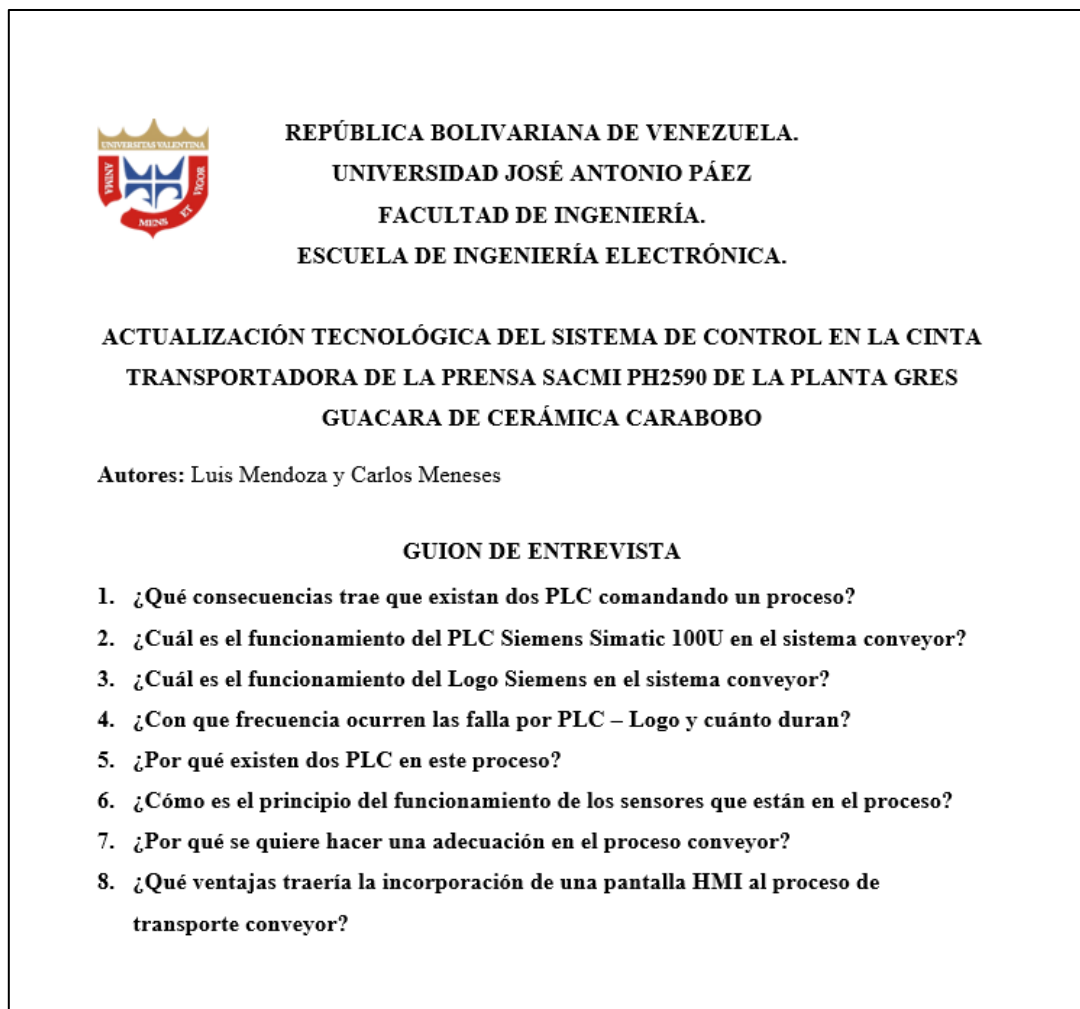 UNIVERSITAS VALENTINA
ANIMA
MENS
ET
VIGOR
REPÚBLICA BOLIVARIANA DE VENEZUELA.
UNIVERSIDAD JOSÉ ANTONIO PÁEZ
FACULTAD DE INGENIERÍA.
ESCUELA DE INGENIERÍA ELECTRÓNICA.
ACTUALIZACIÓN TECNOLÓGICA DEL SISTEMA DE CONTROL EN LA CINTA
TRANSPORTADORA DE LA PRENSA SACMI PH2590 DE LA PLANTA GRES
GUACARA DE CERÁMICA CARABOBO
Autores: Luis Mendoza y Carlos Meneses
GUION DE ENTREVISTA
1. ¿Qué consecuencias trae que existan dos PLC comandando un proceso?
2. ¿Cuál es el funcionamiento del PLC Siemens Simatic 100U en el sistema conveyor?
3. ¿Cuál es el funcionamiento del Logo Siemens en el sistema conveyor?
4. ¿Con que frecuencia ocurren las falla por PLC – Logo y cuánto duran?
5. ¿Por qué existen dos PLC en este proceso?
6. ¿Cómo es el principio del funcionamiento de los sensores que están en el proceso?
7. ¿Por qué se quiere hacer una adecuación en el proceso conveyor?
8. ¿Qué ventajas traería la incorporación de una pantalla HMI al proceso de
transporte conveyor?